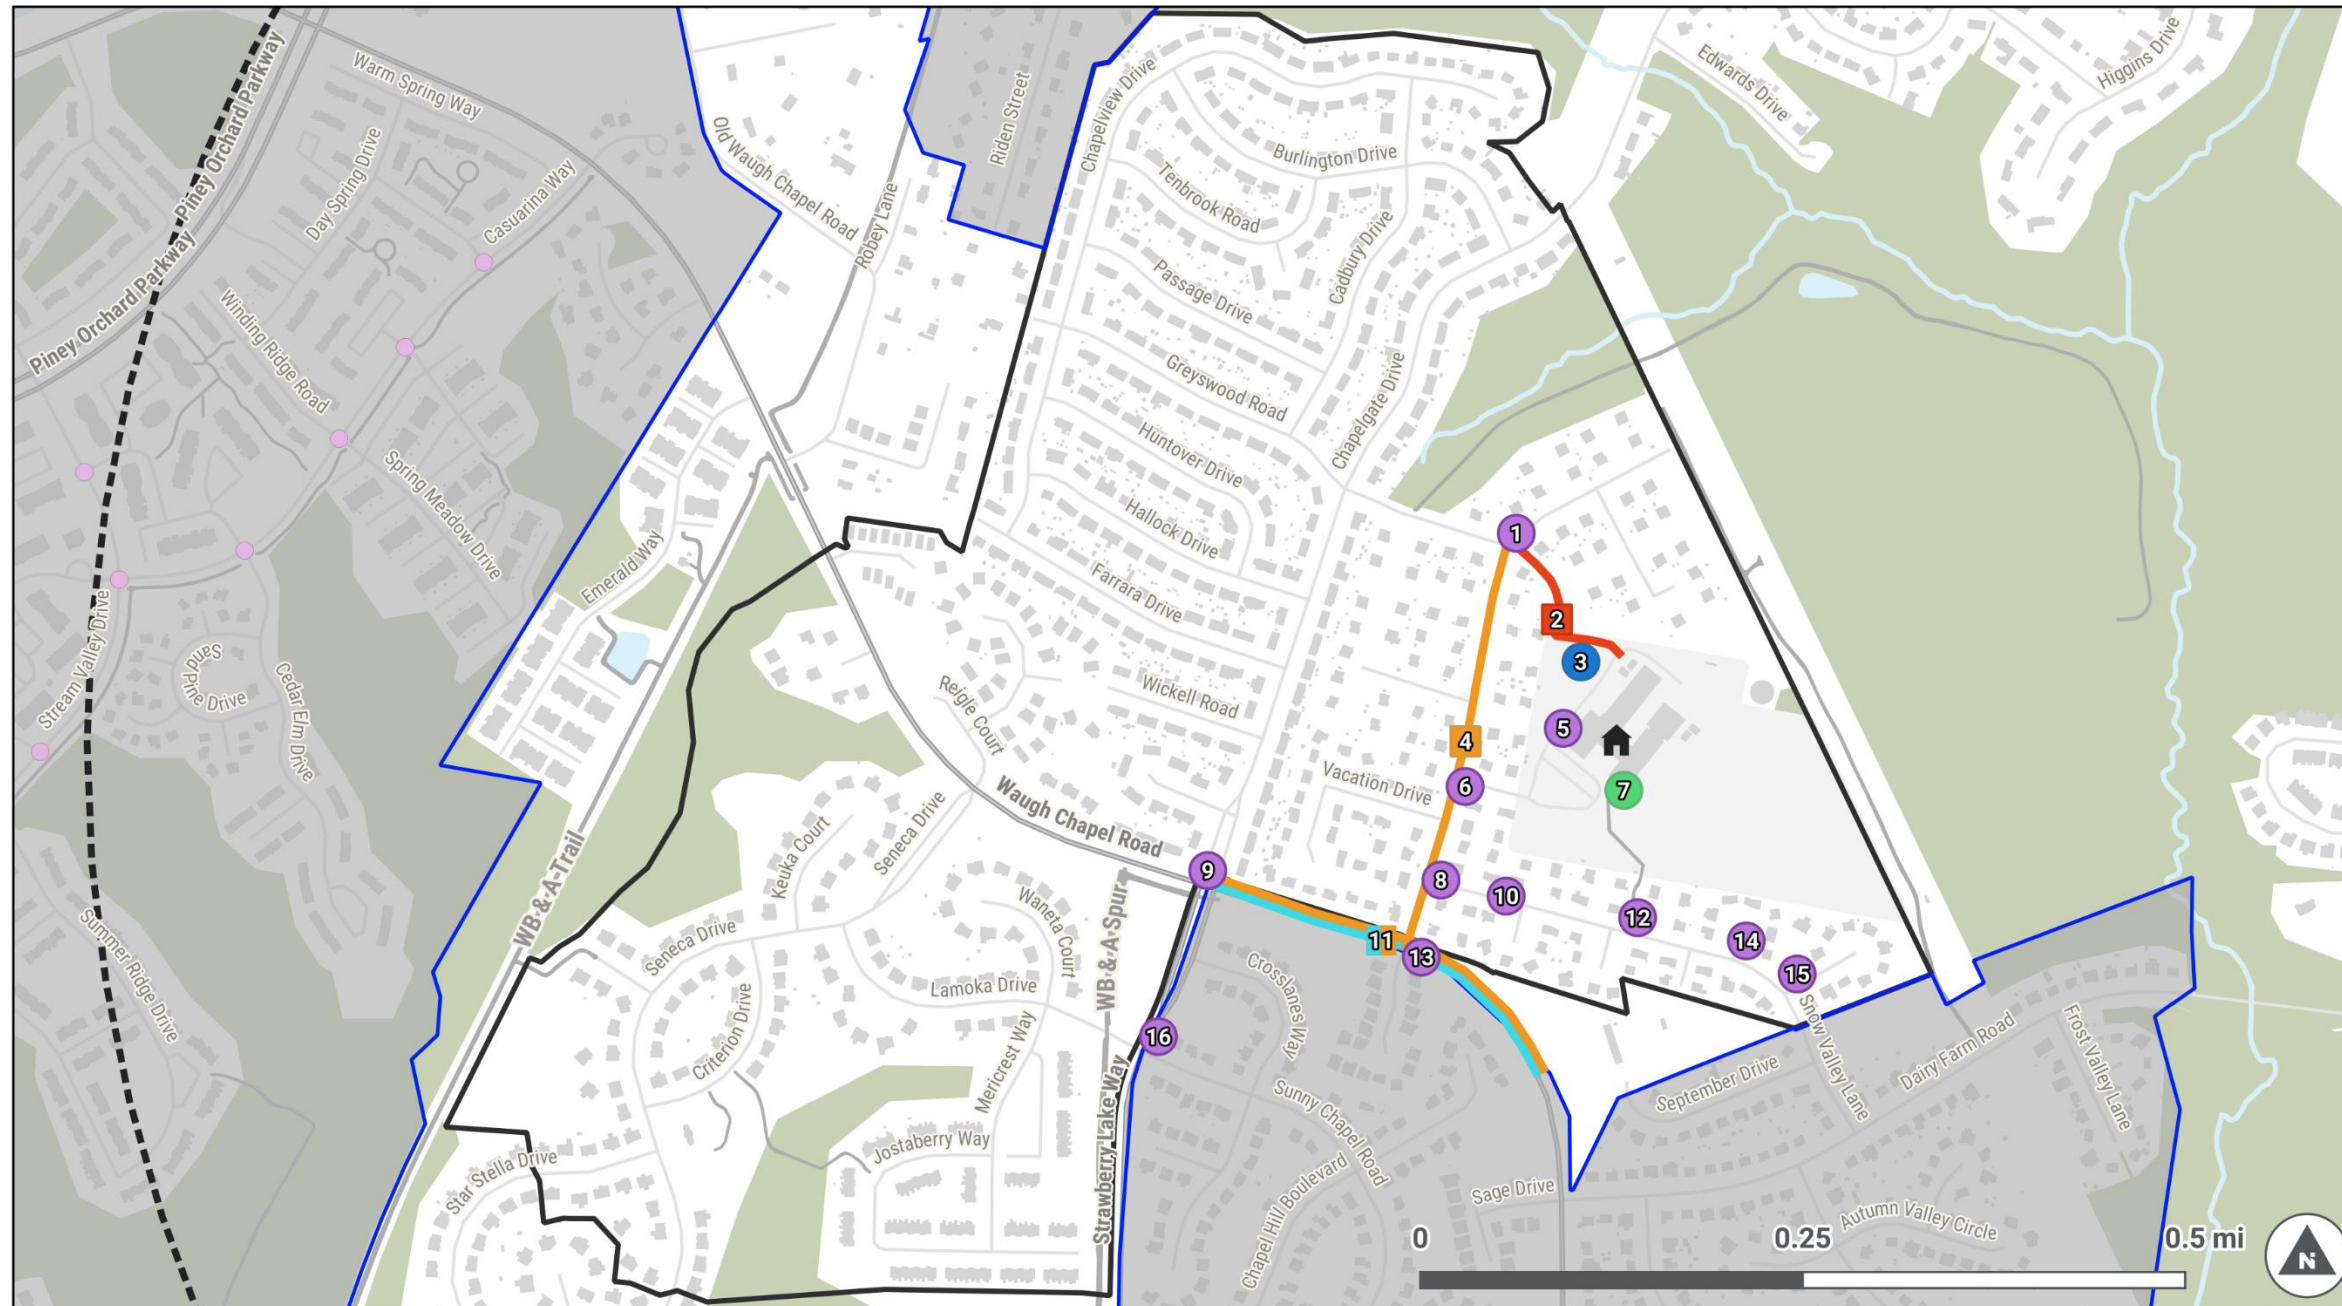 Piney Orchard Parkway
Warm Spring Way
Riden Street
Chapelview Drive
Edwards Drive
Higgins Drive
Old Waugh Chapel Road
Day Spring Drive
Casuarina Way
Robey Lane
Burlington Drive
Tenbrook Road
Cadbury Drive
Piney Orchard Parkway
Winding Ridge Road
Passage Drive
Greyswood Road
Chapelgate Drive
Huntover Drive
Spring Meadow Drive
Hallock Drive
1
Emerald Way
Farrara Drive
2
Stream Valley Drive
Sand
Pine Drive
Cedar Elm Drive
3
Reigle Court
Wickell Road
5
4
Vacation Drive
6
7
Waugh Chapel Road
Keuka Court
Seneca Drive
9
8
10
WB & A Trail
Summer Ridge Drive
Seneca Drive
Waneta Court
WB & A Spur
11
13
12
14
15
Lamoka Drive
Crosslanes Way
Criterion Drive
Mericrest Way
16
Snow Valley Lane
Dairy Farm Road
Frost Valley Lane
September Drive
Strawberry Lake Way
Sunny Chapel Road
Jostaberry Way
Star Stella Drive
Chapel Hill Boulevard
Sage Drive
Autumn Valley Circle
0
0.25
0.5 mi
N